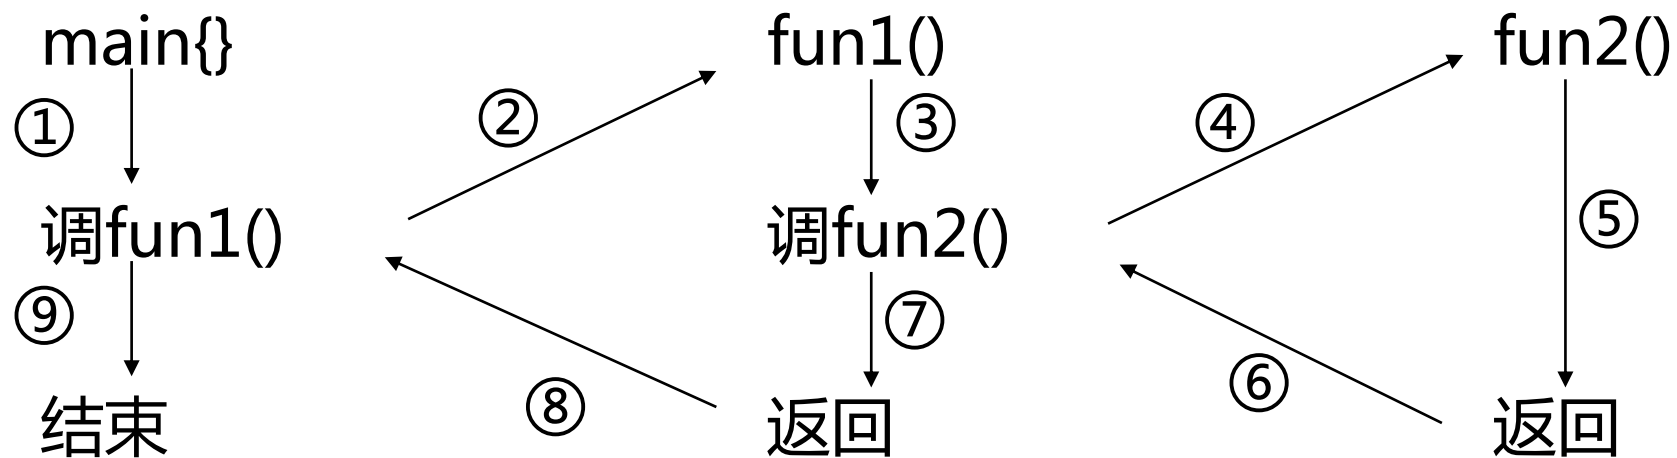 main{}
fun1()
fun2()
①
②
③
④
调fun1()
调fun2()
⑤
⑨
⑦
⑥
⑧
结束
返回
返回